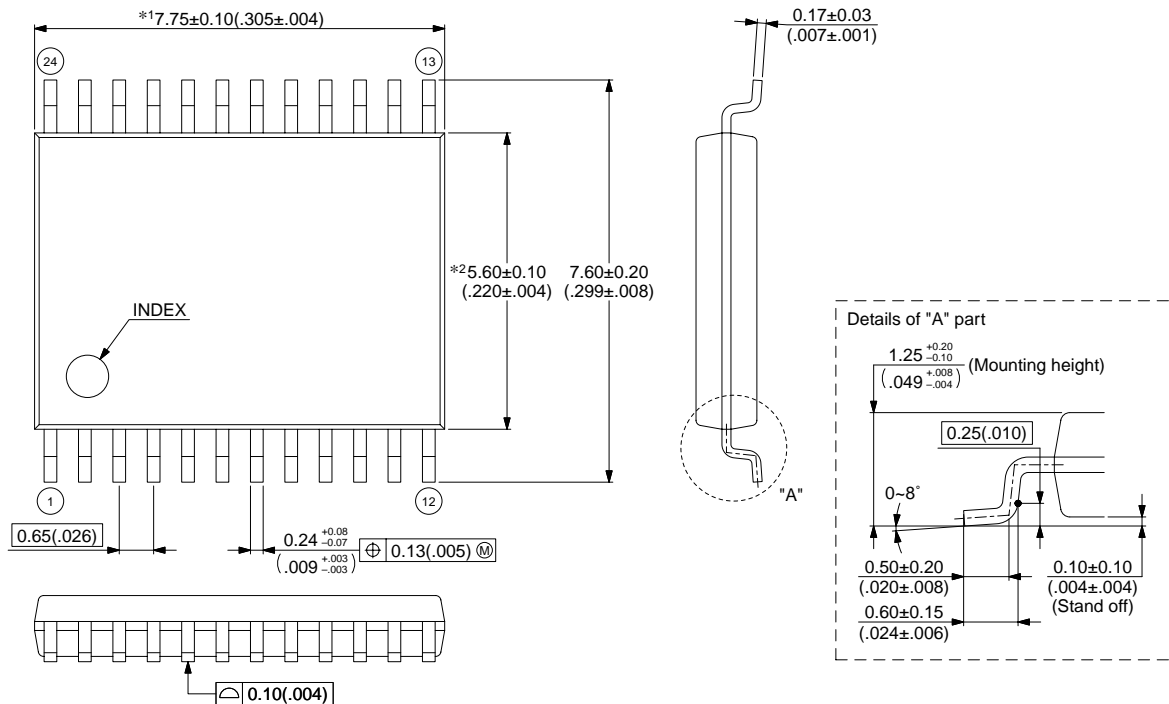 *1 7.75±0.10(.305±.004)
0.17±0.03
(.007±.001)
24
13
*2 5.60±0.10
(.220±.004)
7.60±0.20
(.299±.008)
INDEX
Details of "A" part
1.25 +0.20 −0.10
(.049 +.008 −.004)
(Mounting height)
0.25(.010)
0~8°
1
12
"A"
0.65(.026)
0.24 +0.08 −0.07
(.009 +.003 −.003)
⌖ 0.13(.005) Ⓜ
0.50±0.20
(.020±.008)
0.60±0.15
(.024±.006)
0.10±0.10
(.004±.004)
(Stand off)
⌓ 0.10(.004)